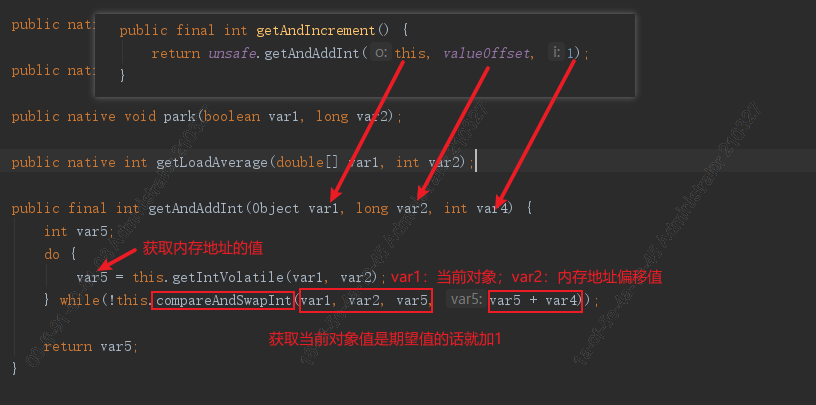 public nati
public nati
public final int getAndIncrement() {
return unsafe.getAndAddInt( o: this, valueOffset, i: 1);
}
public native void park(boolean var1, long var2);
public native int getLoadAverage(double[] var1, int var2);
public final int getAndAddInt(Object var1, long var2, int var4) {
int var5;
获取内存地址的值
do {
var5 = this.getIntVolatile(var1, var2); var1：当前对象；var2：内存地址偏移值
} while(!this.compareAndSwapInt(var1, var2, var5, var5: var5 + var4));
获取当前对象值是期望值的话就加1
return var5;
}